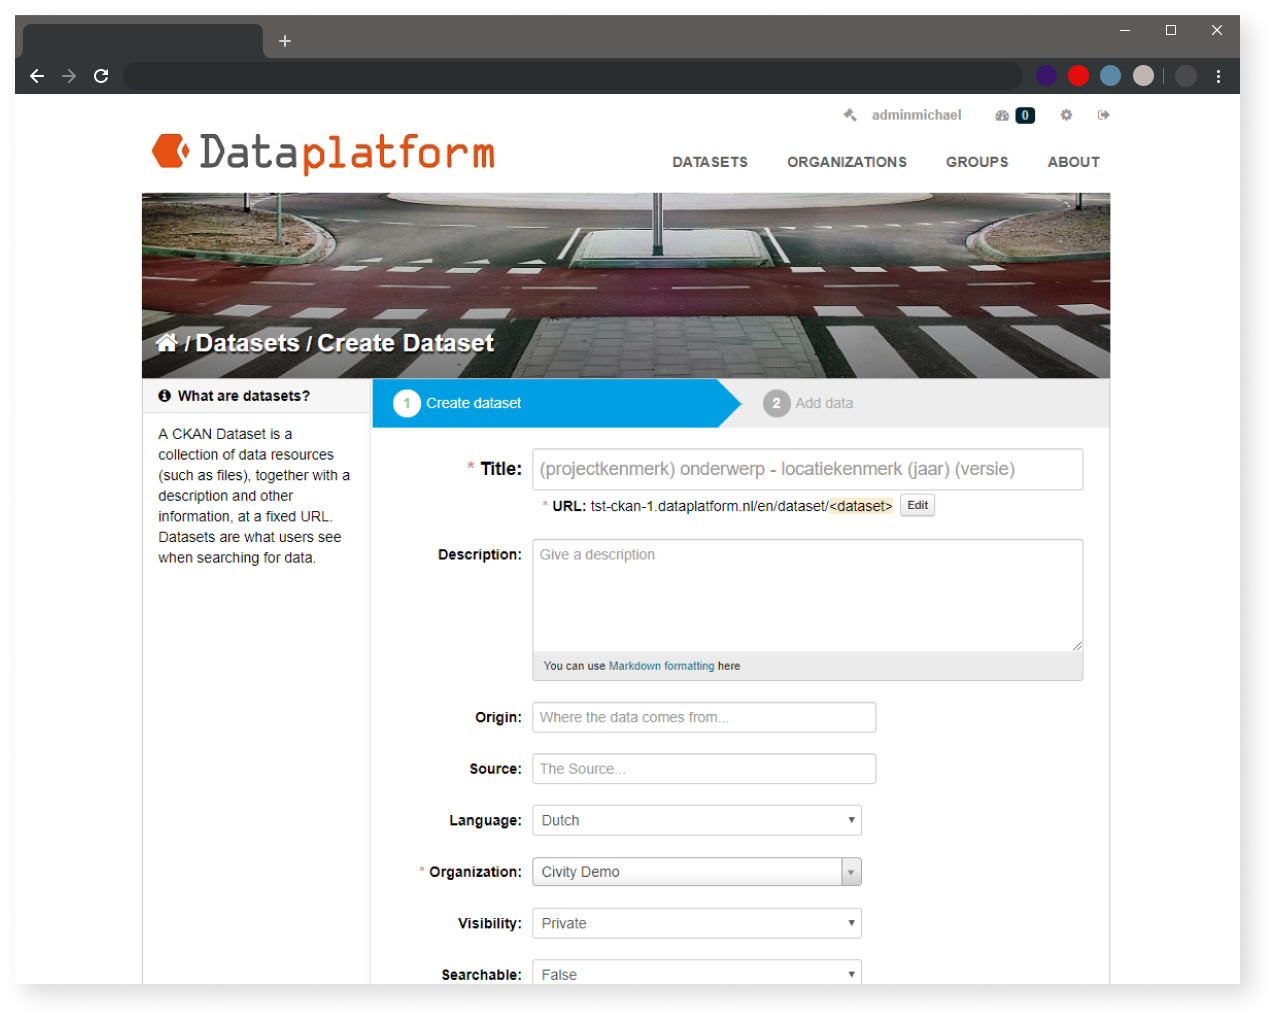 adminmichael
0
Dataplatform
DATASETS
ORGANIZATIONS
GROUPS
ABOUT
/ Datasets / Create Dataset
What are datasets?
A CKAN Dataset is a
collection of data resources
(such as files), together with a
description and other
information, at a fixed URL.
Datasets are what users see
when searching for data.
1 Create dataset
2 Add data
* Title: (projectkenmerk) onderwerp - locatiekenmerk (jaar) (versie)
* URL: tst-ckan-1.dataplatform.nl/en/dataset/<dataset> Edit
Description: Give a description
You can use Markdown formatting here
Origin: Where the data comes from...
Source: The Source...
Language: Dutch
* Organization: Civity Demo
Visibility: Private
Searchable: False